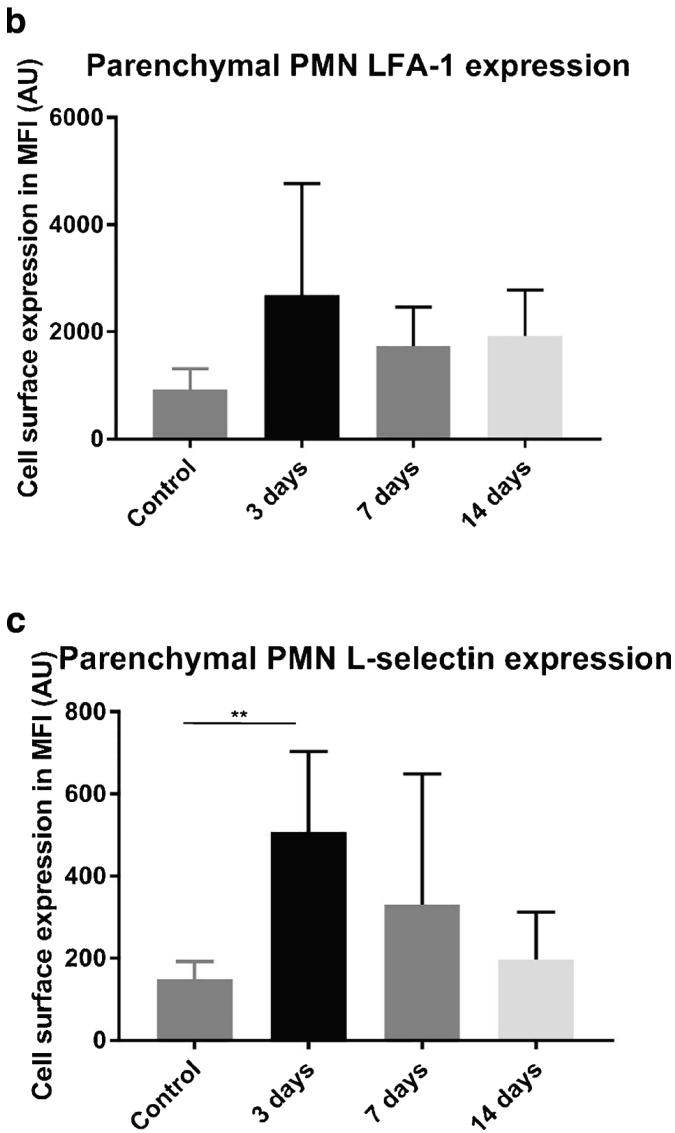 b
Parenchymal PMN LFA-1 expression
Cell surface expression in MFI (AU)
6000
4000
2000
0
Control
3 days
7 days
14 days
c
Parenchymal PMN L-selectin expression
Cell surface expression in MFI (AU)
800
**
600
400
200
0
Control
3 days
7 days
14 days